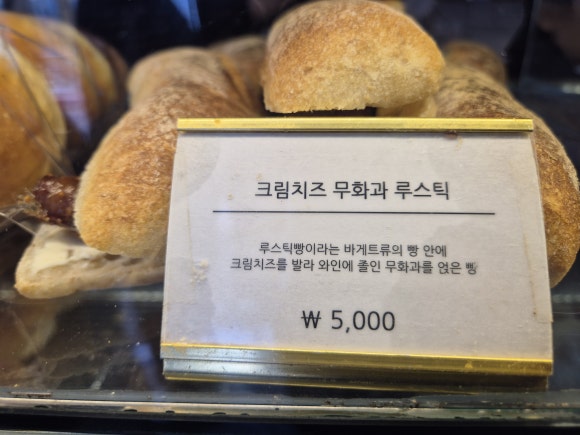 크림치즈 무화과 루스틱
루스틱빵이라는 바게트류의 빵 안에
크림치즈를 발라 와인에 졸인 무화과를 얹은 빵
₩ 5,000